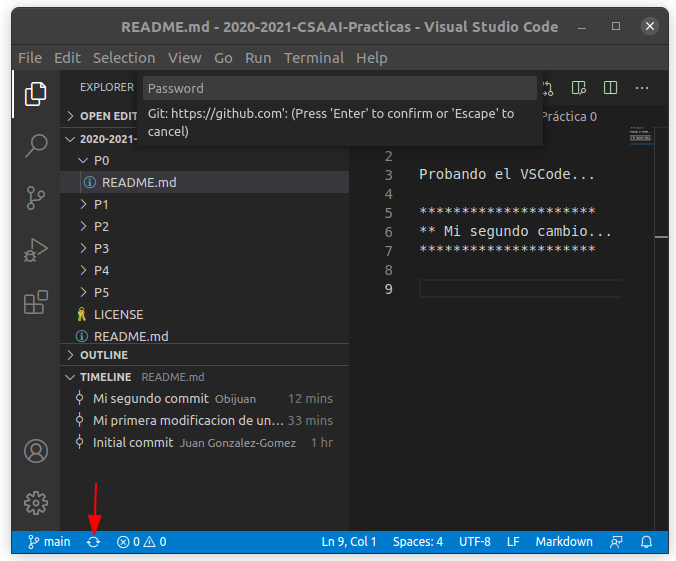 README.md - 2020-2021-CSAAI-Practicas - Visual Studio Code
File Edit Selection View Go Run Terminal Help
EXPLORER
Password
Git: https://github.com': (Press 'Enter' to confirm or 'Escape' to
cancel)
OPEN EDIT
Práctica 0
2020-2021-
P0
README.md
P1
P2
P3
P4
P5
LICENSE
README.md
2
3 Probando el VSCode...
4
5 *********************
6 ** Mi segundo cambio...
7 *********************
8
9
OUTLINE
TIMELINE README.md
Mi segundo commit Obijuan 12 mins
Mi primera modificacion de un... 33 mins
Initial commit Juan Gonzalez-Gomez 1 hr
main 0 0 Ln 9, Col 1 Spaces: 4 UTF-8 LF Markdown